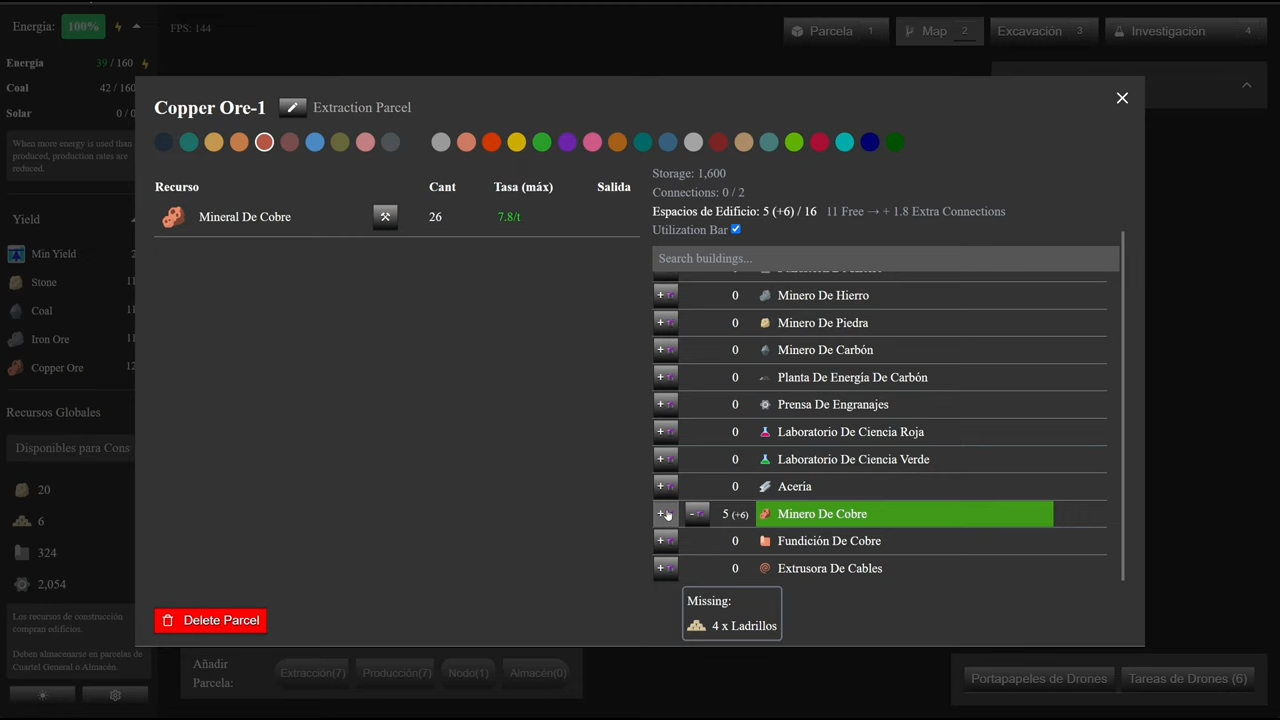 Energía: 100%
FPS: 144
Parcela 1
Map 2
Excavación 3
Investigación 4
Energía 39 / 160
Coal 42 / 160
Solar 0 / 0
When more energy is used than
produced, production rates are
reduced.
Yield
Min Yield 2
Stone 11
Coal 11
Iron Ore 11
Copper Ore 12
Recursos Globales
Disponibles para Cons
20
6
324
2,054
Los recursos de construcción
compran edificios.
Deben almacenarse en parcelas de
Cuartel General o Almacén.
Copper Ore-1 Extraction Parcel
Recurso Cant Tasa (máx) Salida
Mineral De Cobre 26 7.8/t
Delete Parcel
Storage: 1,600
Connections: 0 / 2
Espacios de Edificio: 5 (+6) / 16 11 Free → + 1.8 Extra Connections
Utilization Bar
Search buildings...
+ 0 Minero De Hierro
+ 0 Minero De Piedra
+ 0 Minero De Carbón
+ 0 Planta De Energía De Carbón
+ 0 Prensa De Engranajes
+ 0 Laboratorio De Ciencia Roja
+ 0 Laboratorio De Ciencia Verde
+ 0 Acería
+ - 5 (+6) Minero De Cobre
+ 0 Fundición De Cobre
+ 0 Extrusora De Cables
Missing:
4 x Ladrillos
Añadir
Parcela:
Extracción(7)
Producción(7)
Nodo(1)
Almacén(0)
Portapapeles de Drones
Tareas de Drones (6)